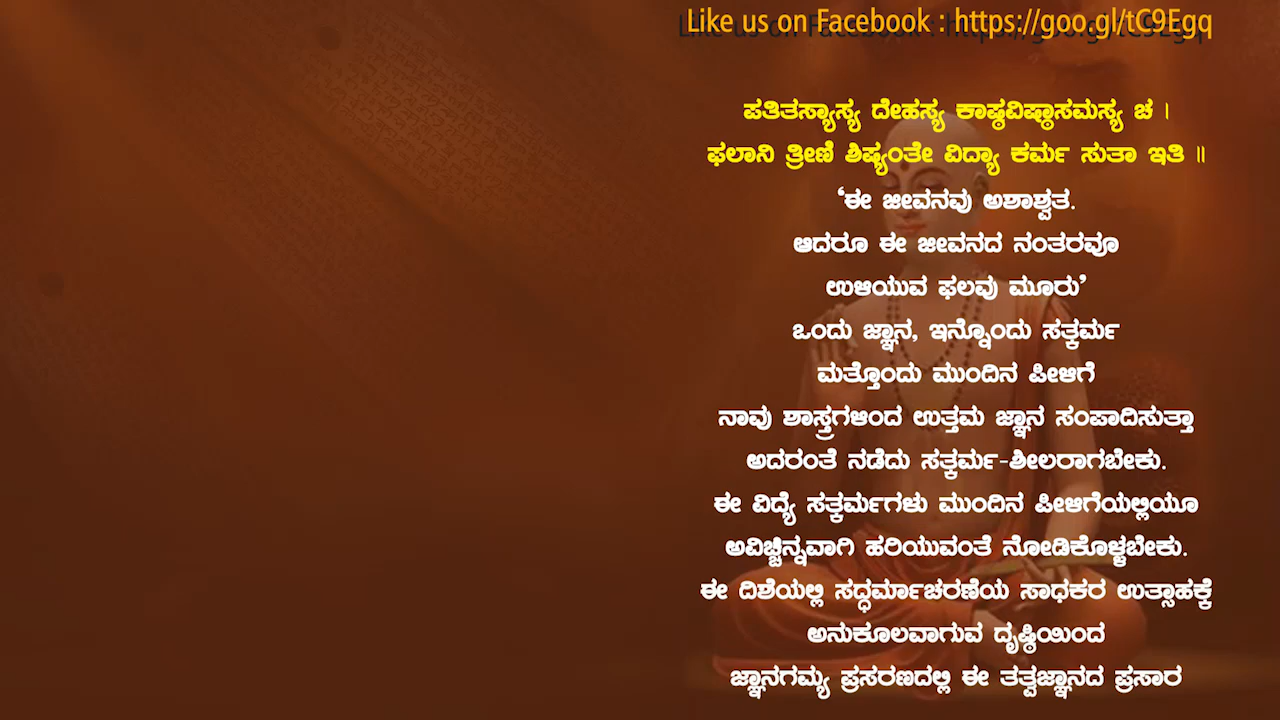 Like us on Facebook : https://goo.gl/tC9Egq
ಪತಿತಸ್ಯಾಸ್ಯ ದೇಹಸ್ಯ ಕಾಷ್ಠವಿಷ್ಠಾಸಮಸ್ಯ ಚ ।
ಫಲಾನಿ ತ್ರೀಣಿ ಶಿಷ್ಯಂತೇ ವಿದ್ಯಾ ಕರ್ಮ ಸುತಾ ಇತಿ ॥
‘ಈ ಜೀವನವು ಅಶಾಶ್ವತ.
ಆದರೂ ಈ ಜೀವನದ ನಂತರವೂ
ಉಳಿಯುವ ಫಲವು ಮೂರು’
ಒಂದು ಜ್ಞಾನ, ಇನ್ನೊಂದು ಸತ್ಕರ್ಮ
ಮತ್ತೊಂದು ಮುಂದಿನ ಪೀಳಿಗೆ
ನಾವು ಶಾಸ್ತ್ರಗಳಿಂದ ಉತ್ತಮ ಜ್ಞಾನ ಸಂಪಾದಿಸುತ್ತಾ
ಅದರಂತೆ ನಡೆದು ಸತ್ಕರ್ಮ-ಶೀಲರಾಗಬೇಕು.
ಈ ವಿದ್ಯೆ ಸತ್ಕರ್ಮಗಳು ಮುಂದಿನ ಪೀಳಿಗೆಯಲ್ಲಿಯೂ
ಅವಿಚ್ಚಿನ್ನವಾಗಿ ಹರಿಯುವಂತೆ ನೋಡಿಕೊಳ್ಳಬೇಕು.
ಈ ದಿಶೆಯಲ್ಲಿ ಸದ್ಧರ್ಮಾಚರಣೆಯ ಸಾಧಕರ ಉತ್ಸಾಹಕ್ಕೆ
ಅನುಕೂಲವಾಗುವ ದೃಷ್ಠಿಯಿಂದ
ಜ್ಞಾನಗಮ್ಯ ಪ್ರಸರಣದಲ್ಲಿ ಈ ತತ್ವಜ್ಞಾನದ ಪ್ರಸಾರ